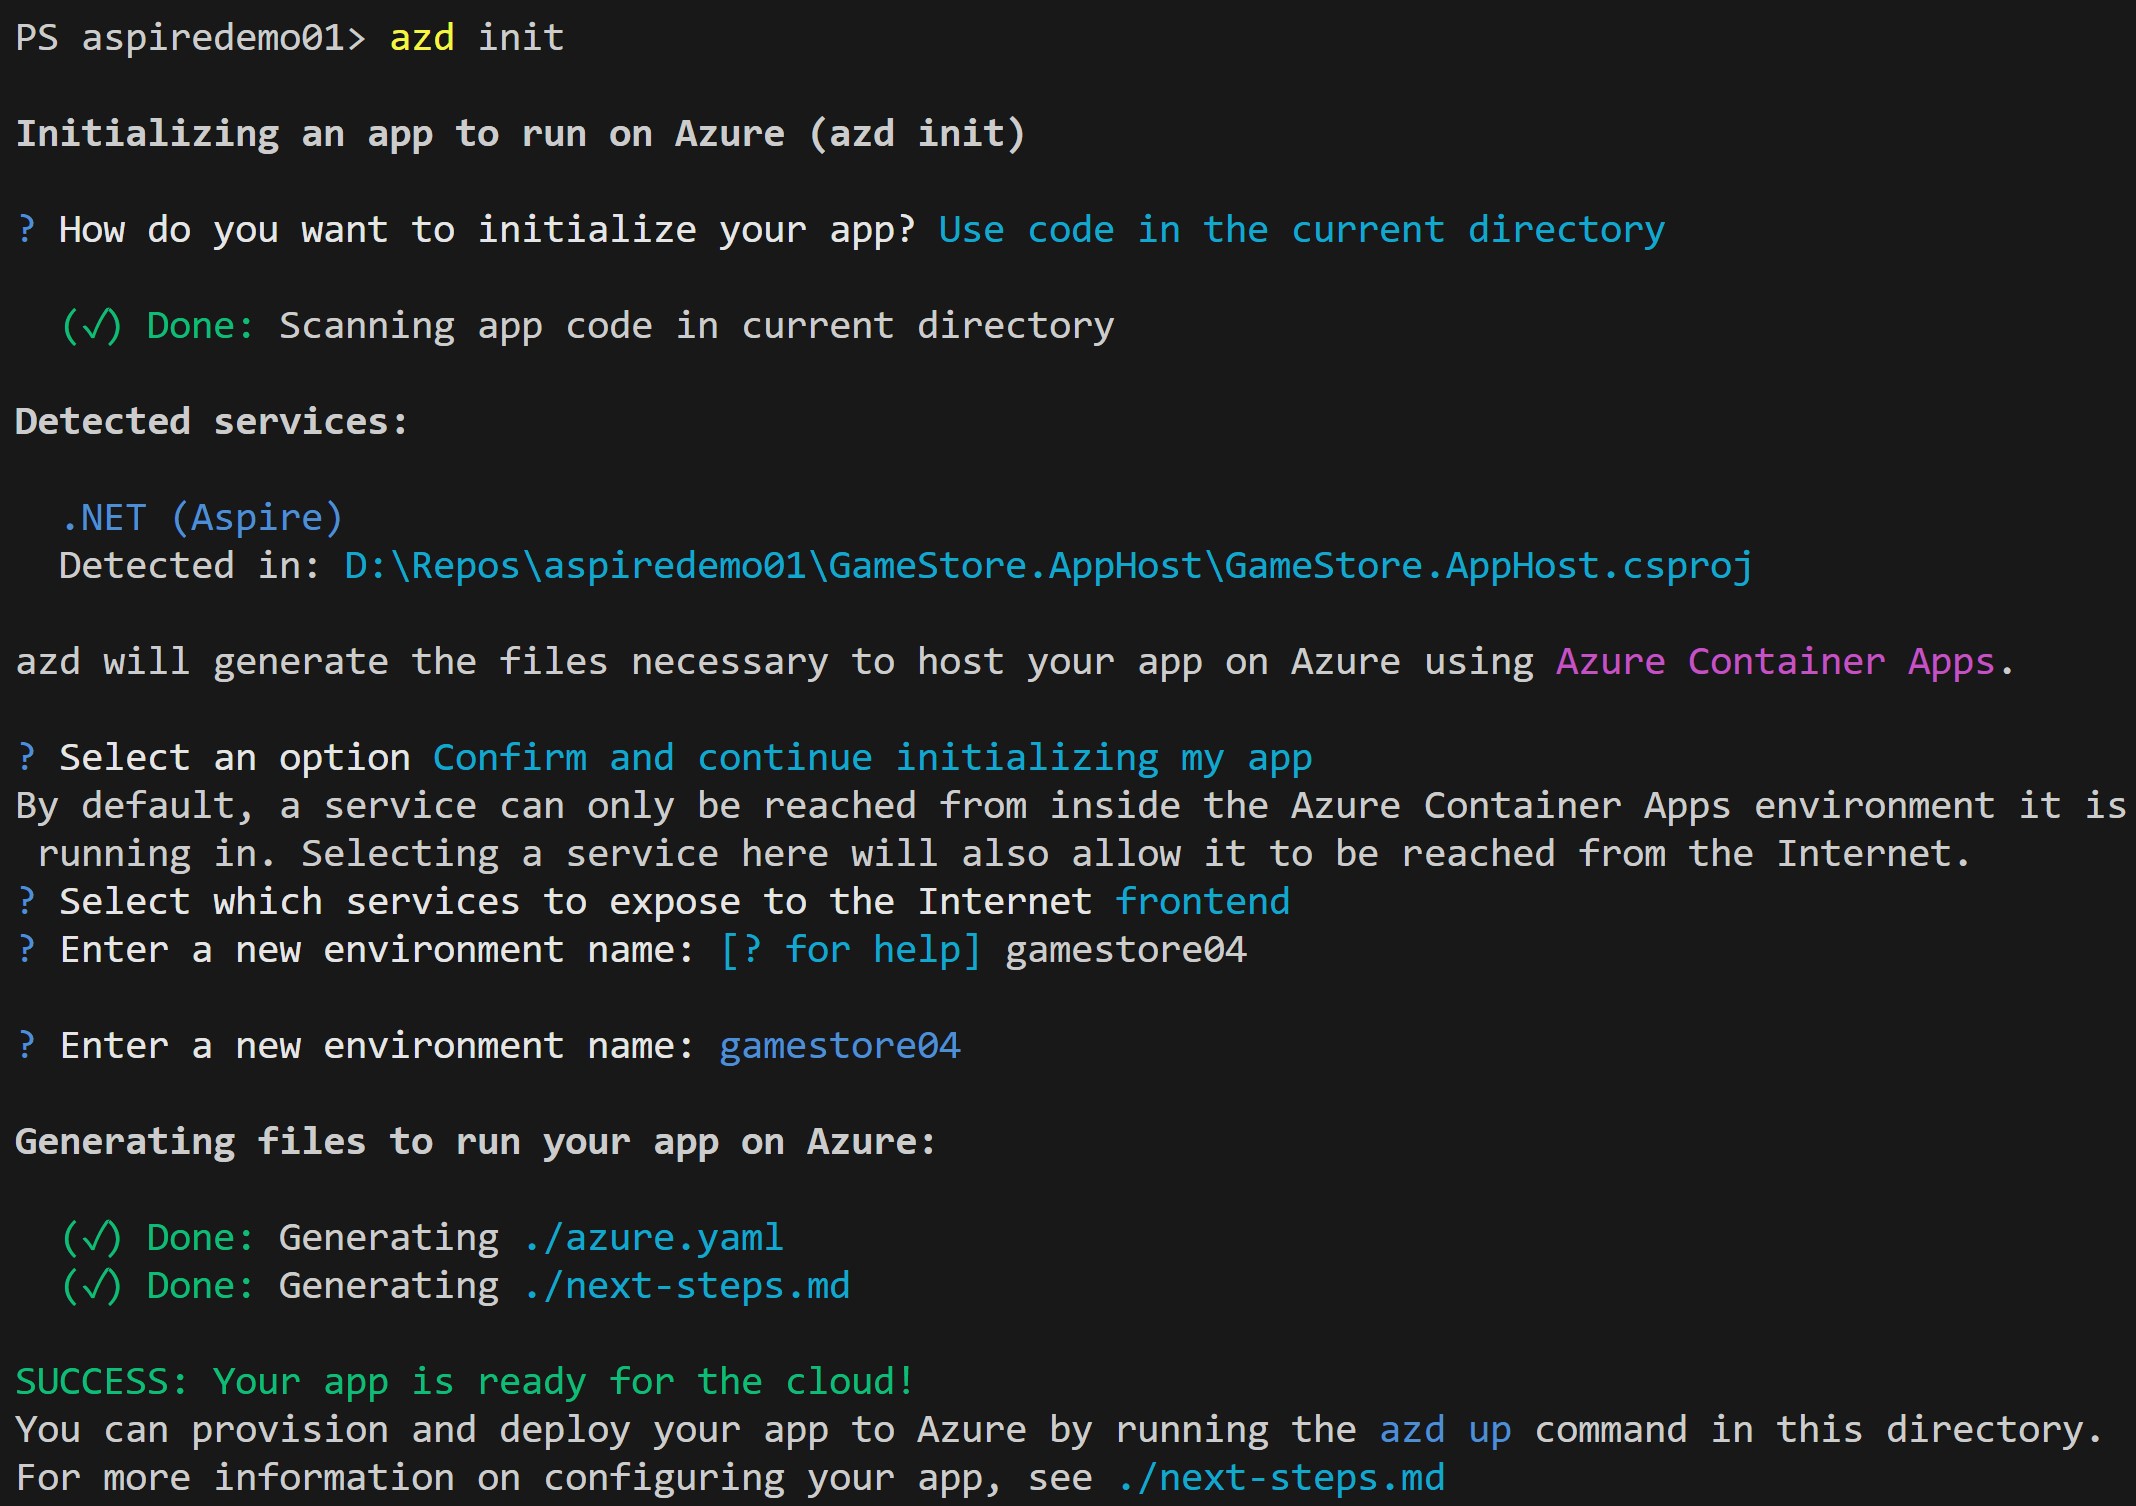 PS aspiredemo01> azd init
Initializing an app to run on Azure (azd init)
? How do you want to initialize your app? Use code in the current directory
(✓) Done: Scanning app code in current directory
Detected services:
.NET (Aspire)
Detected in: D:\Repos\aspiredemo01\GameStore.AppHost\GameStore.AppHost.csproj
azd will generate the files necessary to host your app on Azure using Azure Container Apps.
? Select an option Confirm and continue initializing my app
By default, a service can only be reached from inside the Azure Container Apps environment it is
running in. Selecting a service here will also allow it to be reached from the Internet.
? Select which services to expose to the Internet frontend
? Enter a new environment name: [? for help] gamestore04
? Enter a new environment name: gamestore04
Generating files to run your app on Azure:
(✓) Done: Generating ./azure.yaml
(✓) Done: Generating ./next-steps.md
SUCCESS: Your app is ready for the cloud!
You can provision and deploy your app to Azure by running the azd up command in this directory.
For more information on configuring your app, see ./next-steps.md